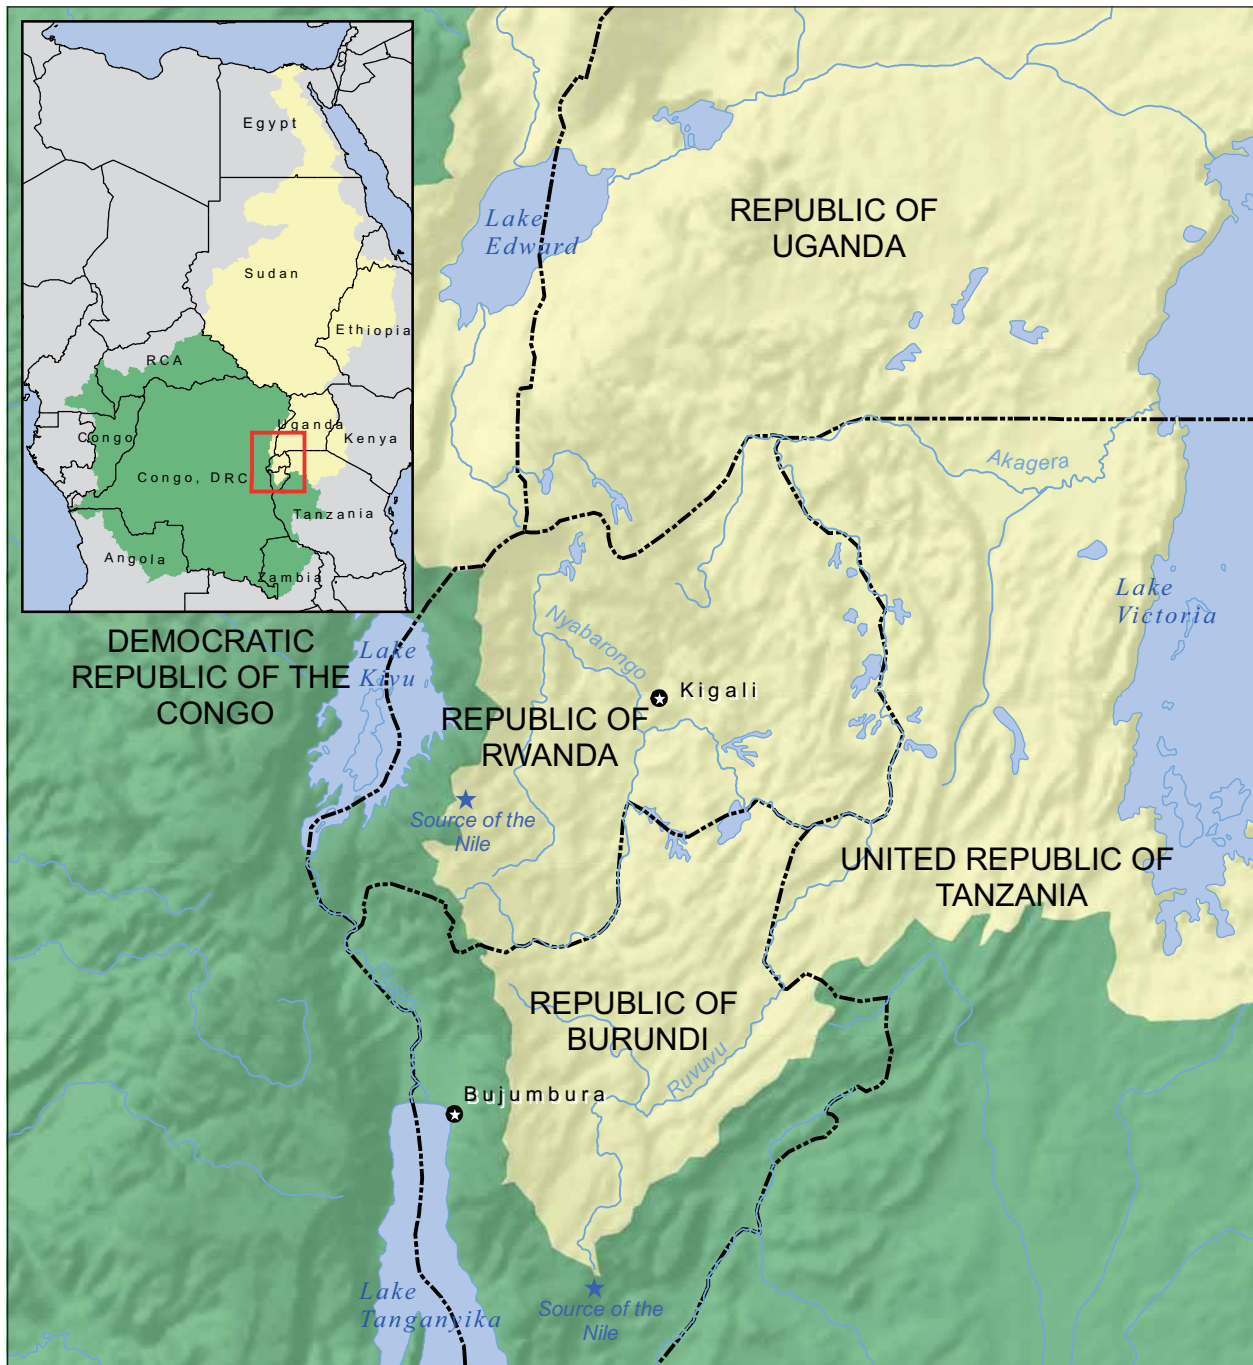 Egypt
Sudan
Ethiopia
RCA
Uganda
Congo
Kenya
Congo, DRC
Tanzania
Angola
Zambia
Lake
Edward
REPUBLIC OF
UGANDA
Akagera
Lake
Victoria
DEMOCRATIC
REPUBLIC OF THE
CONGO
Lake
Kivu
Nyabarongo
Kigali
REPUBLIC OF
RWANDA
Source of the
Nile
UNITED REPUBLIC OF
TANZANIA
REPUBLIC OF
BURUNDI
Ruvuvu
Bujumbura
Lake
Tanganyika
Source of the
Nile